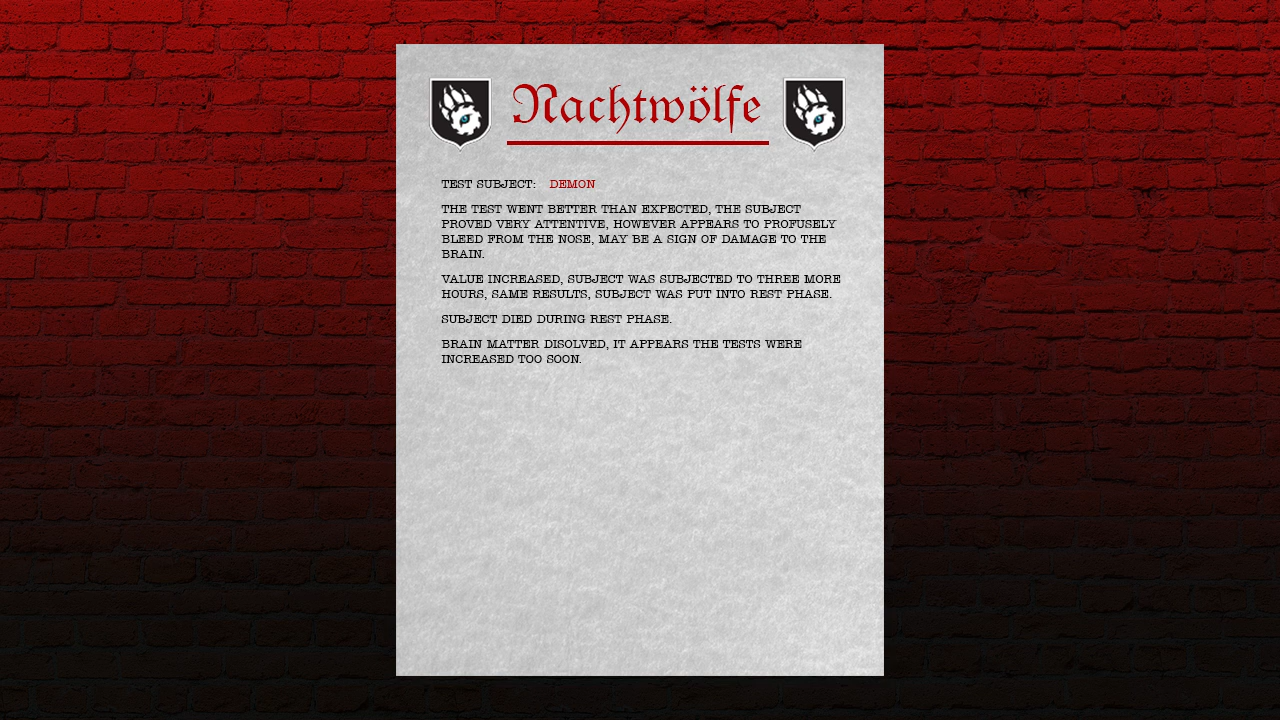 Nachtwölfe
TEST SUBJECT: DEMON
THE TEST WENT BETTER THAN EXPECTED, THE SUBJECT
PROVED VERY ATTENTIVE, HOWEVER APPEARS TO PROFUSELY
BLEED FROM THE NOSE, MAY BE A SIGN OF DAMAGE TO THE
BRAIN.
VALUE INCREASED, SUBJECT WAS SUBJECTED TO THREE MORE
HOURS, SAME RESULTS, SUBJECT WAS PUT INTO REST PHASE.
SUBJECT DIED DURING REST PHASE.
BRAIN MATTER DISOLVED, IT APPEARS THE TESTS WERE
INCREASED TOO SOON.